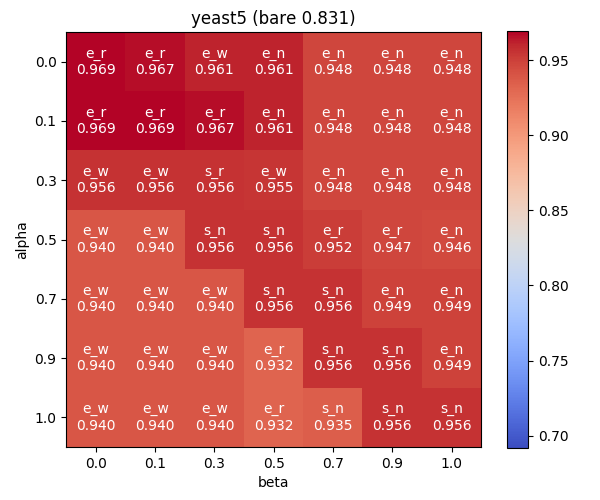 yeast5 (bare 0.831)
0.0 e_r e_r e_w e_n e_n e_n e_n
0.969 0.967 0.961 0.961 0.948 0.948 0.948
0.1 e_r e_r e_r e_n e_n e_n e_n
0.969 0.969 0.967 0.961 0.948 0.948 0.948
0.3 e_w e_w s_r e_w e_n e_n e_n
0.956 0.956 0.956 0.955 0.948 0.948 0.948
0.5 e_w e_w s_n s_n e_r e_r e_n
0.940 0.940 0.956 0.956 0.952 0.947 0.946
0.7 e_w e_w e_w s_n s_n e_n e_n
0.940 0.940 0.940 0.956 0.956 0.949 0.949
0.9 e_w e_w e_w e_r s_n s_n e_n
0.940 0.940 0.940 0.932 0.956 0.956 0.949
1.0 e_w e_w e_w e_r s_n s_n s_n
0.940 0.940 0.940 0.932 0.935 0.956 0.956
0.0 0.1 0.3 0.5 0.7 0.9 1.0
beta
alpha
0.95
0.90
0.85
0.80
0.75
0.70